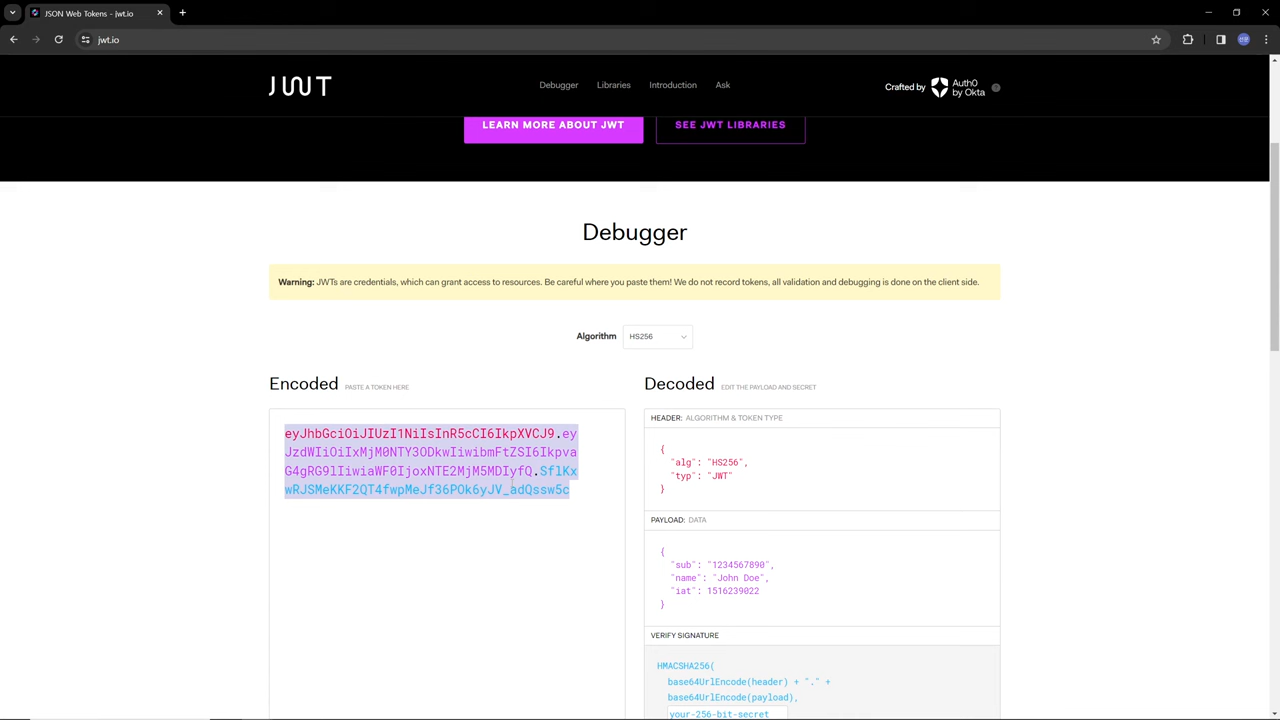 JSON Web Tokens - jwt.io
jwt.io
JWT
Debugger
Libraries
Introduction
Ask
Crafted by
Auth0
by Okta
?
LEARN MORE ABOUT JWT
SEE JWT LIBRARIES
Debugger
Warning: JWTs are credentials, which can grant access to resources. Be careful where you paste them! We do not record tokens, all validation and debugging is done on the client side.
Algorithm HS256
Encoded PASTE A TOKEN HERE
eyJhbGciOiJIUzI1NiIsInR5cCI6IkpXVCJ9.ey
JzdWIiOiIxMjM0NTY3ODkwIiwibmFtZSI6Ikpva
G4gRG9lIiwiaWF0IjoxNTE2MjM5MDIyfQ.SflKx
wRJSMeKKF2QT4fwpMeJf36POk6yJV_adQssw5c
Decoded EDIT THE PAYLOAD AND SECRET
HEADER: ALGORITHM & TOKEN TYPE
{
"alg": "HS256",
"typ": "JWT"
}
PAYLOAD: DATA
{
"sub": "1234567890",
"name": "John Doe",
"iat": 1516239022
}
VERIFY SIGNATURE
HMACSHA256(
base64UrlEncode(header) + "." +
base64UrlEncode(payload),
your-256-bit-secret